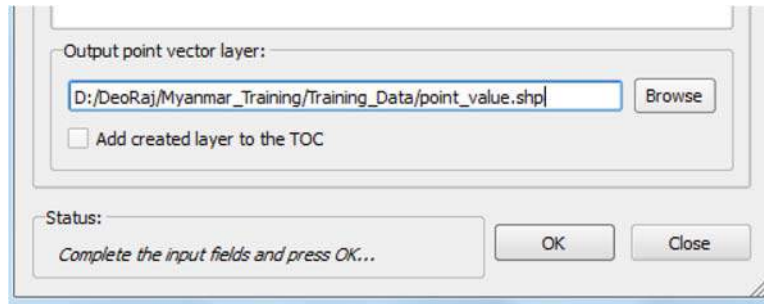 Output point vector layer:
D:/DeoRaj/Myanmar_Training/Training_Data/point_value.shp
Browse
Add created layer to the TOC
Status:
Complete the input fields and press OK...
OK
Close